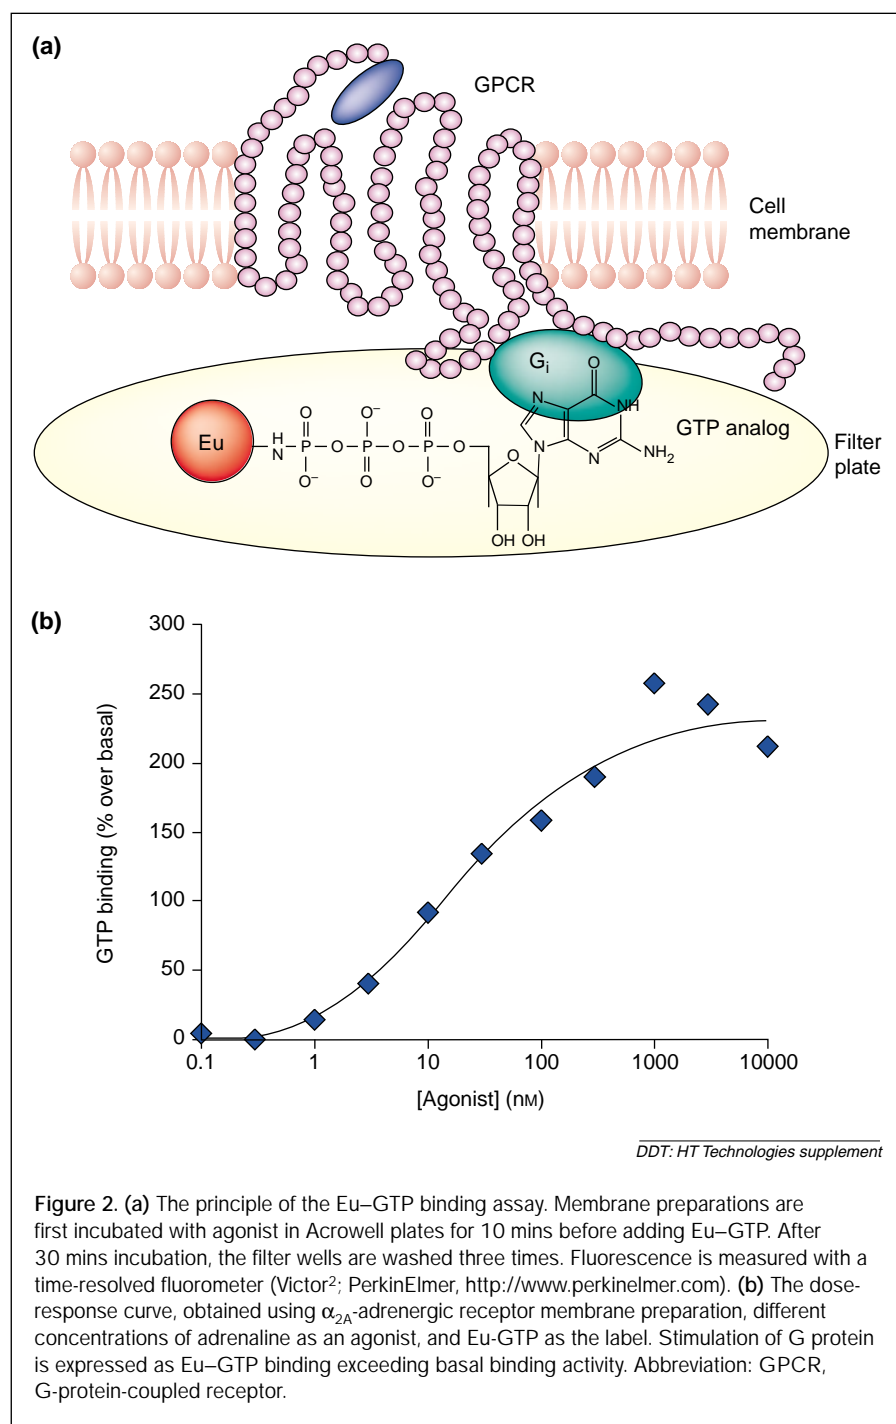 (a)
GPCR
Cell
membrane
Gi
O
N
NH
GTP analog
Filter
plate
Eu
H
N
O
P
O–
O
O–
P
O
O
O
P
O–
O
O
N
N
NH2
OH OH
(b)
300
250
200
150
100
50
0
GTP binding (% over basal)
0.1 1 10 100 1000 10000
[Agonist] (nM)
DDT: HT Technologies supplement
Figure 2. (a) The principle of the Eu–GTP binding assay. Membrane preparations are
first incubated with agonist in Acrowell plates for 10 mins before adding Eu–GTP. After
30 mins incubation, the filter wells are washed three times. Fluorescence is measured with a
time-resolved fluorometer (Victor²; PerkinElmer, http://www.perkinelmer.com). (b) The dose-
response curve, obtained using α2A-adrenergic receptor membrane preparation, different
concentrations of adrenaline as an agonist, and Eu-GTP as the label. Stimulation of G protein
is expressed as Eu–GTP binding exceeding basal binding activity. Abbreviation: GPCR,
G-protein-coupled receptor.